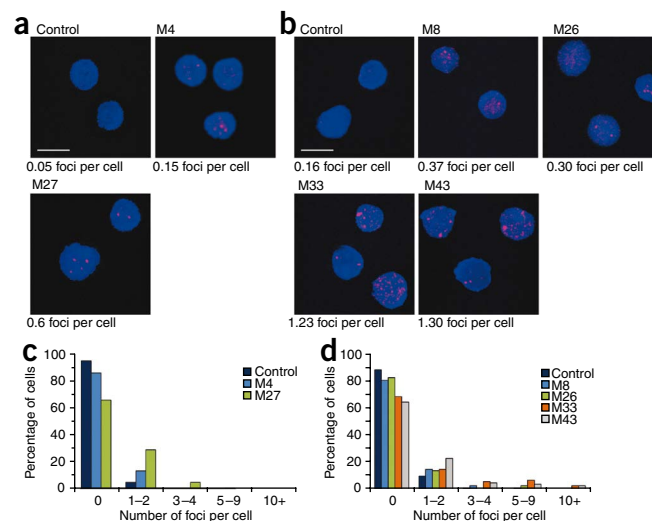 a
Control
M4
0.05 foci per cell
0.15 foci per cell
M27
0.6 foci per cell
b
Control
M8
M26
0.16 foci per cell
0.37 foci per cell
0.30 foci per cell
M33
M43
1.23 foci per cell
1.30 foci per cell
c
Percentage of cells
100
80
60
40
20
0
Control
M4
M27
0
1–2
3–4
5–9
10+
Number of foci per cell
d
Percentage of cells
100
80
60
40
20
0
Control
M8
M26
M33
M43
0
1–2
3–4
5–9
10+
Number of foci per cell